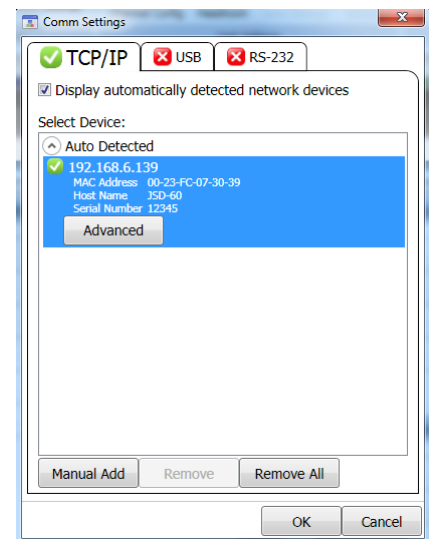 Comm Settings
TCP/IP USB RS-232
Display automatically detected network devices
Select Device:
Auto Detected
192.168.6.139
MAC Address 00-23-FC-07-30-39
Host Name JSD-60
Serial Number 12345
Advanced
Manual Add Remove Remove All
OK Cancel